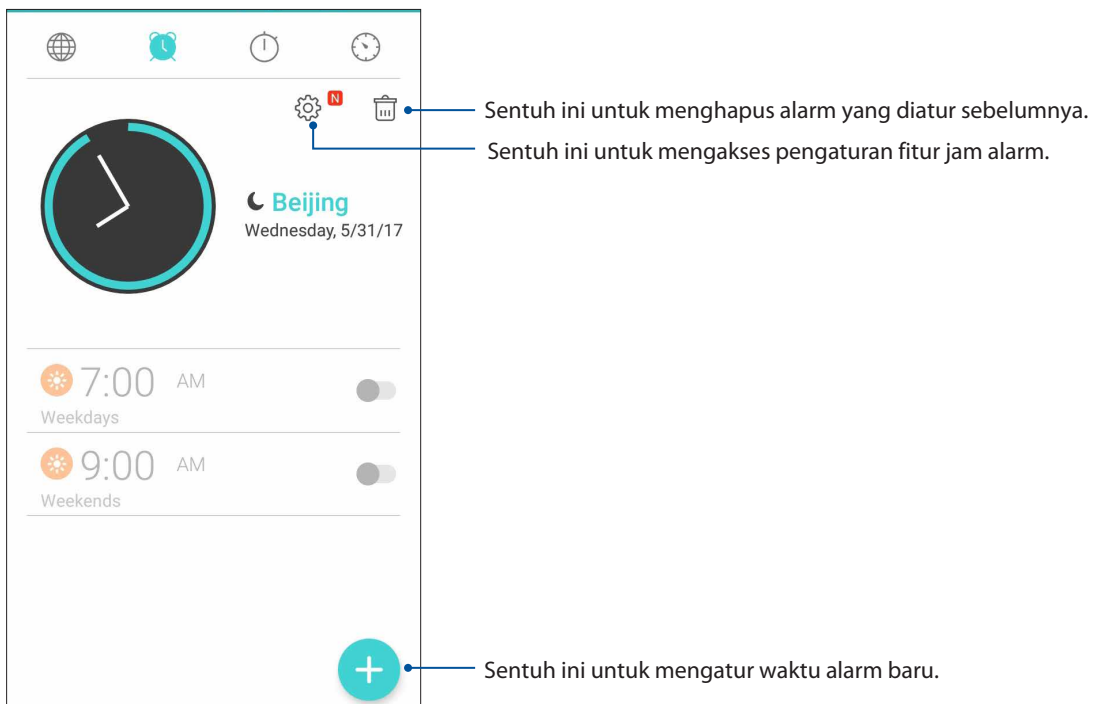 N
Sentuh ini untuk menghapus alarm yang diatur sebelumnya.
Sentuh ini untuk mengakses pengaturan fitur jam alarm.
Beijing
Wednesday, 5/31/17
7:00 AM
Weekdays
9:00 AM
Weekends
Sentuh ini untuk mengatur waktu alarm baru.